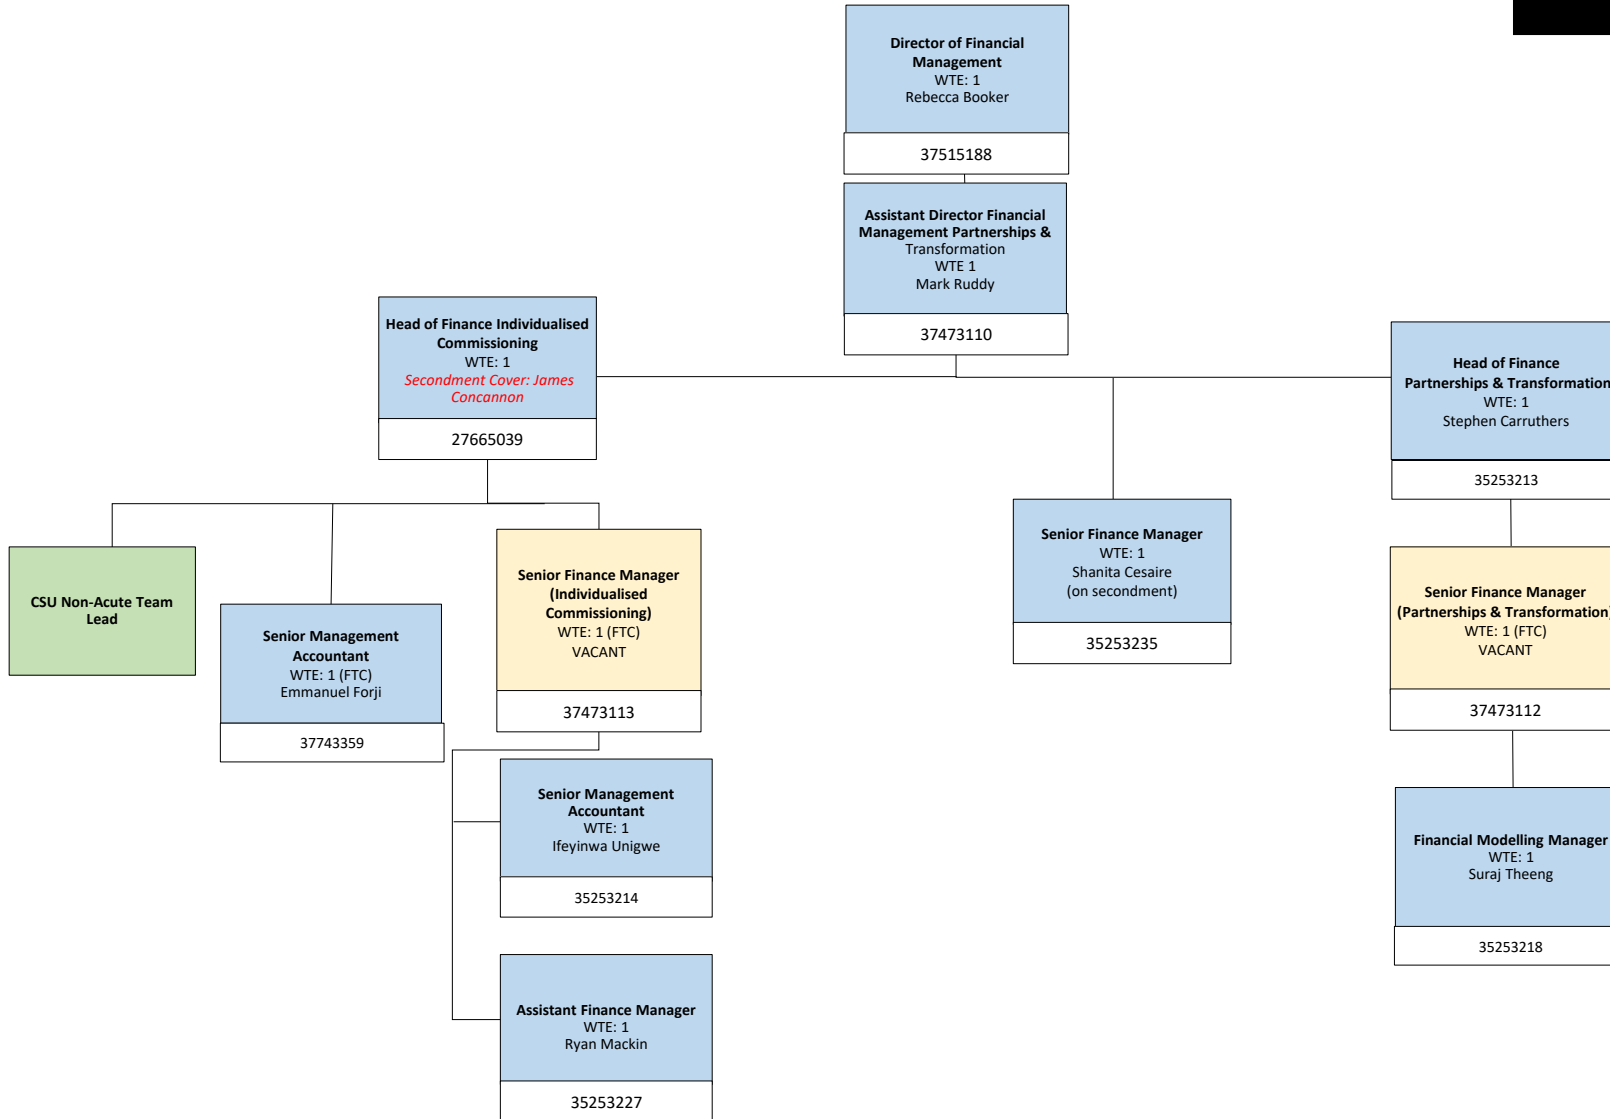 Director of Financial
Management
WTE: 1
Rebecca Booker
37515188
Assistant Director Financial
Management Partnerships &
Transformation
WTE 1
Mark Ruddy
37473110
Head of Finance Individualised
Commissioning
WTE: 1
Secondment Cover: James
Concannon
27665039
Head of Finance
Partnerships & Transformation
WTE: 1
Stephen Carruthers
35253213
CSU Non-Acute Team
Lead
Senior Management
Accountant
WTE: 1 (FTC)
Emmanuel Forji
37743359
Senior Finance Manager
(Individualised
Commissioning)
WTE: 1 (FTC)
VACANT
37473113
Senior Finance Manager
WTE: 1
Shanita Cesaire
(on secondment)
35253235
Senior Finance Manager
(Partnerships & Transformation)
WTE: 1 (FTC)
VACANT
37473112
Senior Management
Accountant
WTE: 1
Ifeyinwa Unigwe
35253214
Financial Modelling Manager
WTE: 1
Suraj Theeng
35253218
Assistant Finance Manager
WTE: 1
Ryan Mackin
35253227